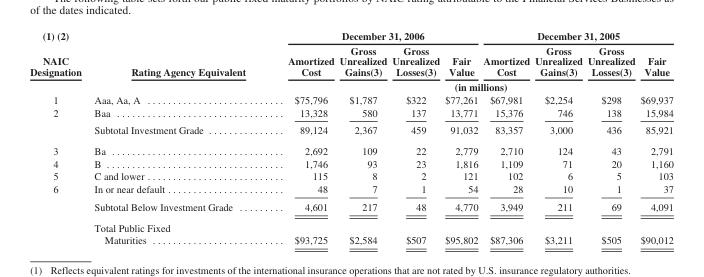 The following table sets forth our public fixed maturity portfolios by NAIC rating attributable to the Financial Services Businesses as
of the dates indicated.
(1) (2) December 31, 2006 December 31, 2005
NAIC Designation Rating Agency Equivalent Amortized Cost Gross Unrealized Gains(3) Gross Unrealized Losses(3) Fair Value Amortized Cost Gross Unrealized Gains(3) Gross Unrealized Losses(3) Fair Value
(in millions)
1 Aaa, Aa, A $75,796 $1,787 $322 $77,261 $67,981 $2,254 $298 $69,937
2 Baa 13,328 580 137 13,771 15,376 746 138 15,984
Subtotal Investment Grade 89,124 2,367 459 91,032 83,357 3,000 436 85,921
3 Ba 2,692 109 22 2,779 2,710 124 43 2,791
4 B 1,746 93 23 1,816 1,109 71 20 1,160
5 C and lower 115 8 2 121 102 6 5 103
6 In or near default 48 7 1 54 28 10 1 37
Subtotal Below Investment Grade 4,601 217 48 4,770 3,949 211 69 4,091
Total Public Fixed
Maturities $93,725 $2,584 $507 $95,802 $87,306 $3,211 $505 $90,012
(1) Reflects equivalent ratings for investments of the international insurance operations that are not rated by U.S. insurance regulatory authorities.